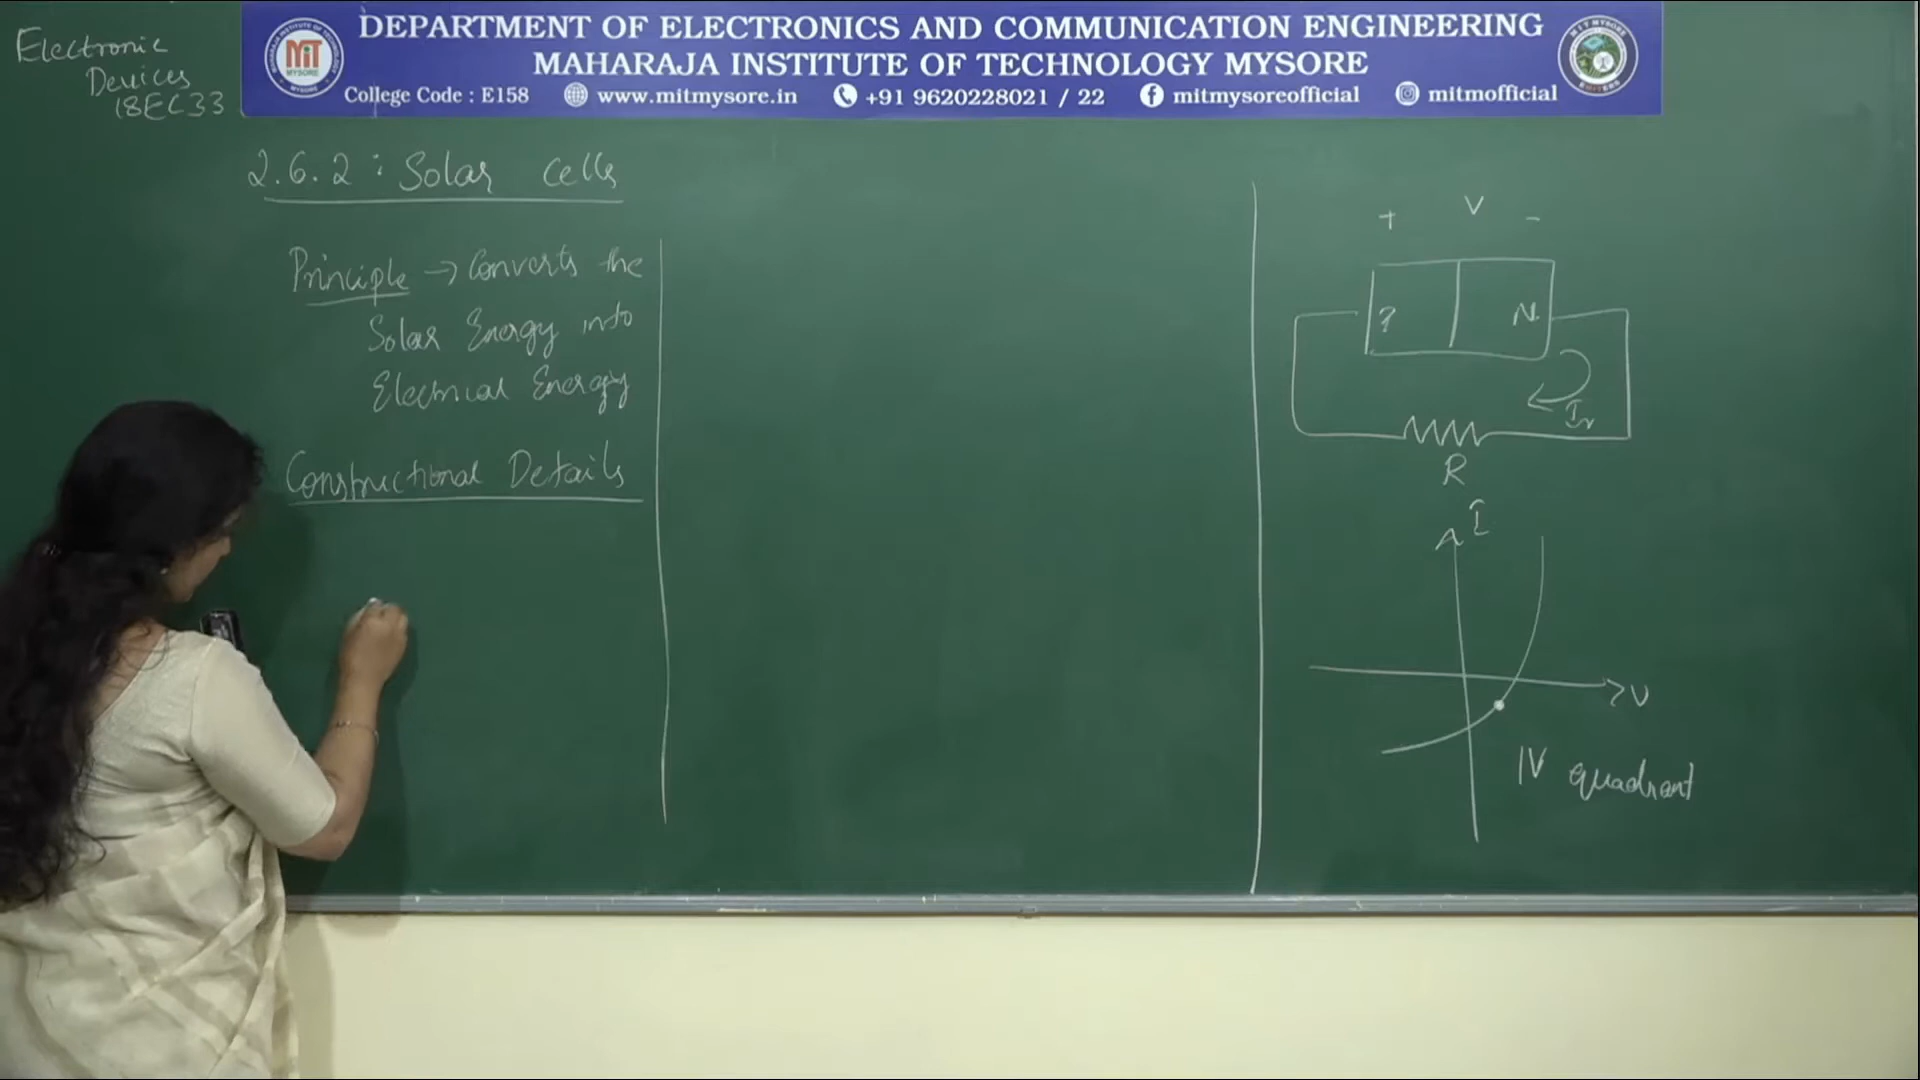 Electronic
Devices
18EC33
DEPARTMENT OF ELECTRONICS AND COMMUNICATION ENGINEERING
MAHARAJA INSTITUTE OF TECHNOLOGY MYSORE
College Code : E158 www.mitmysore.in +91 9620228021 / 22 mitmysoreofficial mitmofficial
MIT
MYSORE
2.6.2 : Solar cells
Principle → Converts the
Solar Energy into
Electrical Energy
Constructional Details
+ V -
P N
Ir
R
I
V
IV quadrant